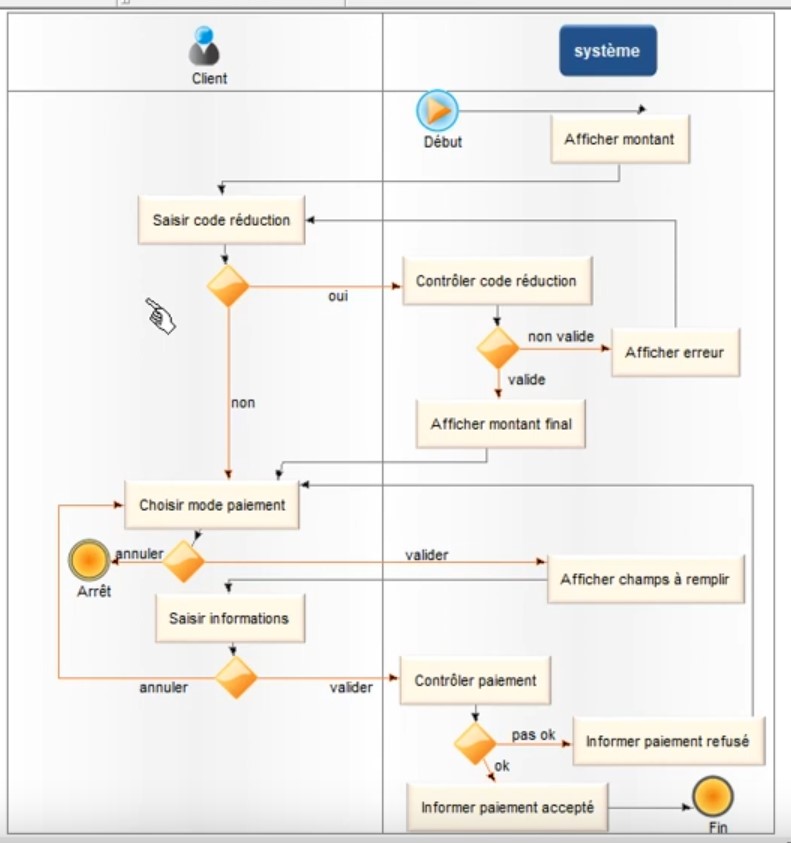 système
Client
Début
Afficher montant
Saisir code réduction
oui
Contrôler code réduction
non valide
Afficher erreur
valide
non
Afficher montant final
Choisir mode paiement
annuler
valider
Arrêt
Afficher champs à remplir
Saisir informations
annuler
valider
Contrôler paiement
pas ok
Informer paiement refusé
ok
Informer paiement accepté
Fin